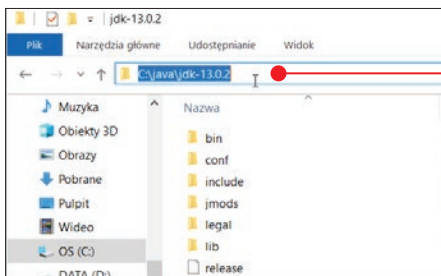 jdk-13.0.2
Plik Narzędzia główne Udostępnianie Widok
C:\java\jdk-13.0.2
Muzyka
Obiekty 3D
Obrazy
Pobrane
Pulpit
Wideo
OS (C:)
DATA (D:)
Nazwa
bin
conf
include
jmods
legal
lib
release